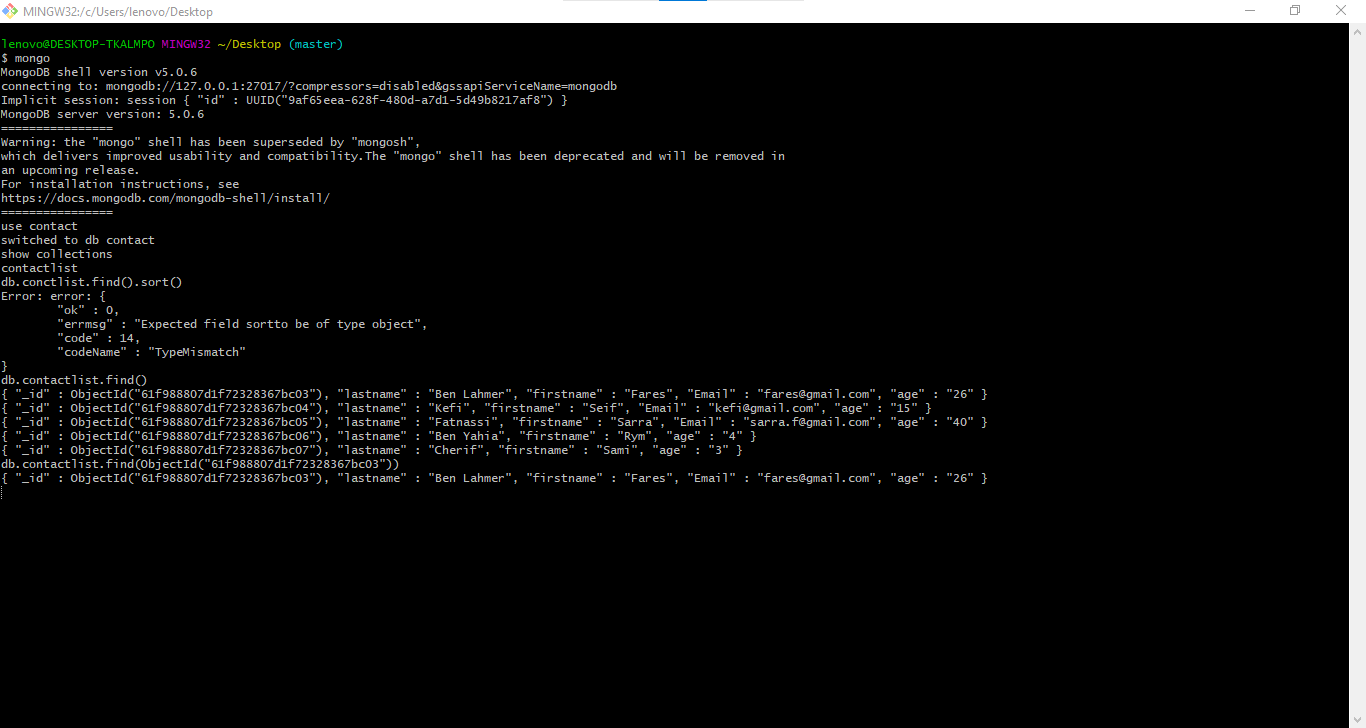 MINGW32:/c/Users/lenovo/Desktop
lenovo@DESKTOP-TKALMPO MINGW32 ~/Desktop (master)
$ mongo
MongoDB shell version v5.0.6
connecting to: mongodb://127.0.0.1:27017/?compressors=disabled&gssapiServiceName=mongodb
Implicit session: session { "id" : UUID("9af65eea-628f-480d-a7d1-5d49b8217af8") }
MongoDB server version: 5.0.6
================
Warning: the "mongo" shell has been superseded by "mongosh",
which delivers improved usability and compatibility.The "mongo" shell has been deprecated and will be removed in
an upcoming release.
For installation instructions, see
https://docs.mongodb.com/mongodb-shell/install/
================
use contact
switched to db contact
show collections
contactlist
db.conctlist.find().sort()
Error: error: {
        "ok" : 0,
        "errmsg" : "Expected field sortto be of type object",
        "code" : 14,
        "codeName" : "TypeMismatch"
}
db.contactlist.find()
{ "_id" : ObjectId("61f988807d1f72328367bc03"), "lastname" : "Ben Lahmer", "firstname" : "Fares", "Email" : "fares@gmail.com", "age" : "26" }
{ "_id" : ObjectId("61f988807d1f72328367bc04"), "lastname" : "Kefi", "firstname" : "Seif", "Email" : "kefi@gmail.com", "age" : "15" }
{ "_id" : ObjectId("61f988807d1f72328367bc05"), "lastname" : "Fatnassi", "firstname" : "Sarra", "Email" : "sarra.f@gmail.com", "age" : "40" }
{ "_id" : ObjectId("61f988807d1f72328367bc06"), "lastname" : "Ben Yahia", "firstname" : "Rym", "age" : "4" }
{ "_id" : ObjectId("61f988807d1f72328367bc07"), "lastname" : "Cherif", "firstname" : "Sami", "age" : "3" }
db.contactlist.find(ObjectId("61f988807d1f72328367bc03"))
{ "_id" : ObjectId("61f988807d1f72328367bc03"), "lastname" : "Ben Lahmer", "firstname" : "Fares", "Email" : "fares@gmail.com", "age" : "26" }